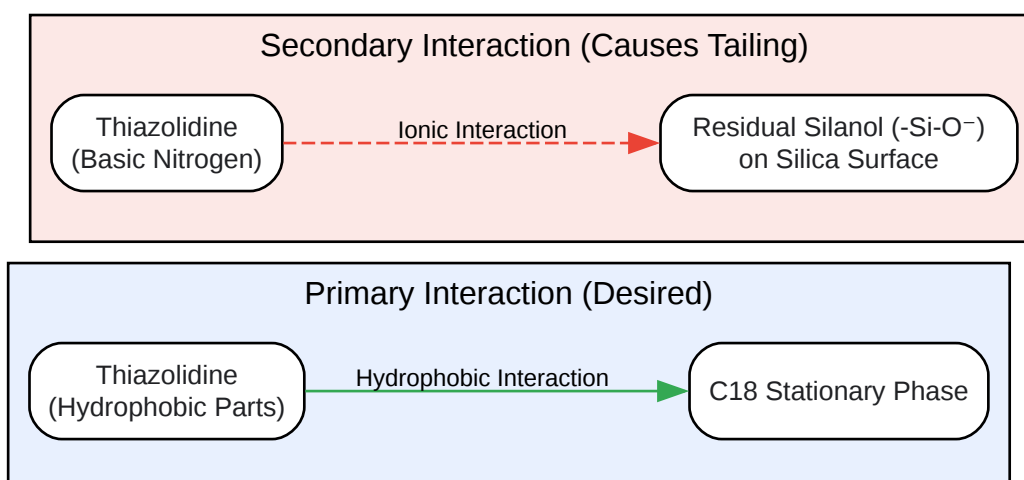 Secondary Interaction (Causes Tailing)
Thiazolidine
(Basic Nitrogen)
Ionic Interaction
Residual Silanol (-Si-O⁻)
on Silica Surface
Primary Interaction (Desired)
Thiazolidine
(Hydrophobic Parts)
Hydrophobic Interaction
C18 Stationary Phase